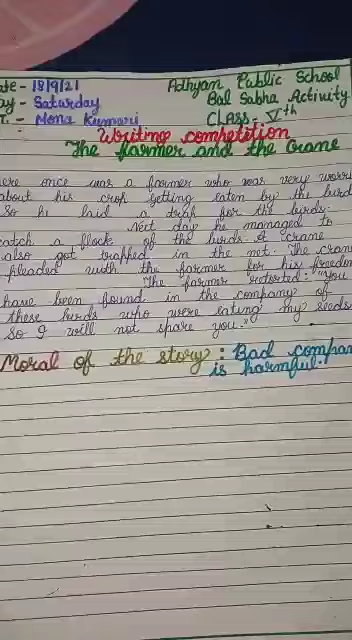 ate - 18/9/21 Adhyan Public School
ay - Saturday Bal Sabha Activity
T. - Mona Kumari Class: Vth
Writing competition
The farmer and the Crane
ere once was a farmer who was very worri
about his crop getting eaten by the bird
So he laid a trap for the birds.
Next day he managed to
catch a flock of the birds. A crane
also got trapped in the net. The cran
pleaded with the farmer for his freedom
The farmer retorted: "You
have been found in the company of
these birds who were eating my seeds
So I will not spare you."
Moral of the story : Bad compan
is harmful.